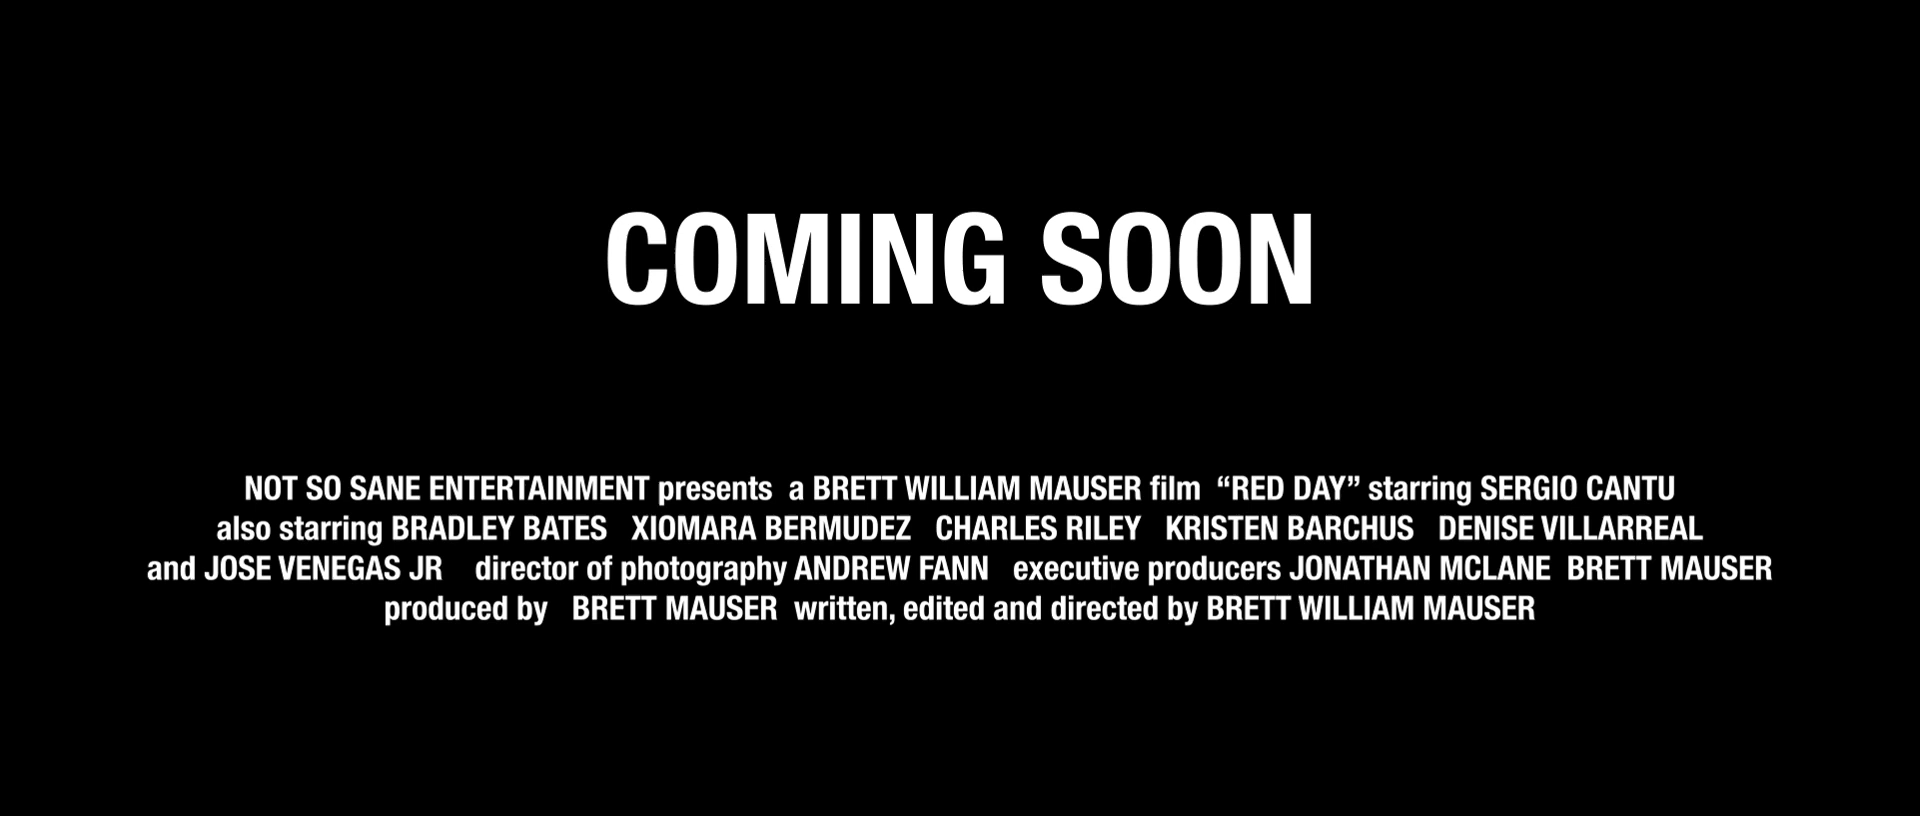 COMING SOON
NOT SO SANE ENTERTAINMENT presents a BRETT WILLIAM MAUSER film “RED DAY” starring SERGIO CANTU
also starring BRADLEY BATES XIOMARA BERMUDEZ CHARLES RILEY KRISTEN BARCHUS DENISE VILLARREAL
and JOSE VENEGAS JR director of photography ANDREW FANN executive producers JONATHAN MCLANE BRETT MAUSER
produced by BRETT MAUSER written, edited and directed by BRETT WILLIAM MAUSER